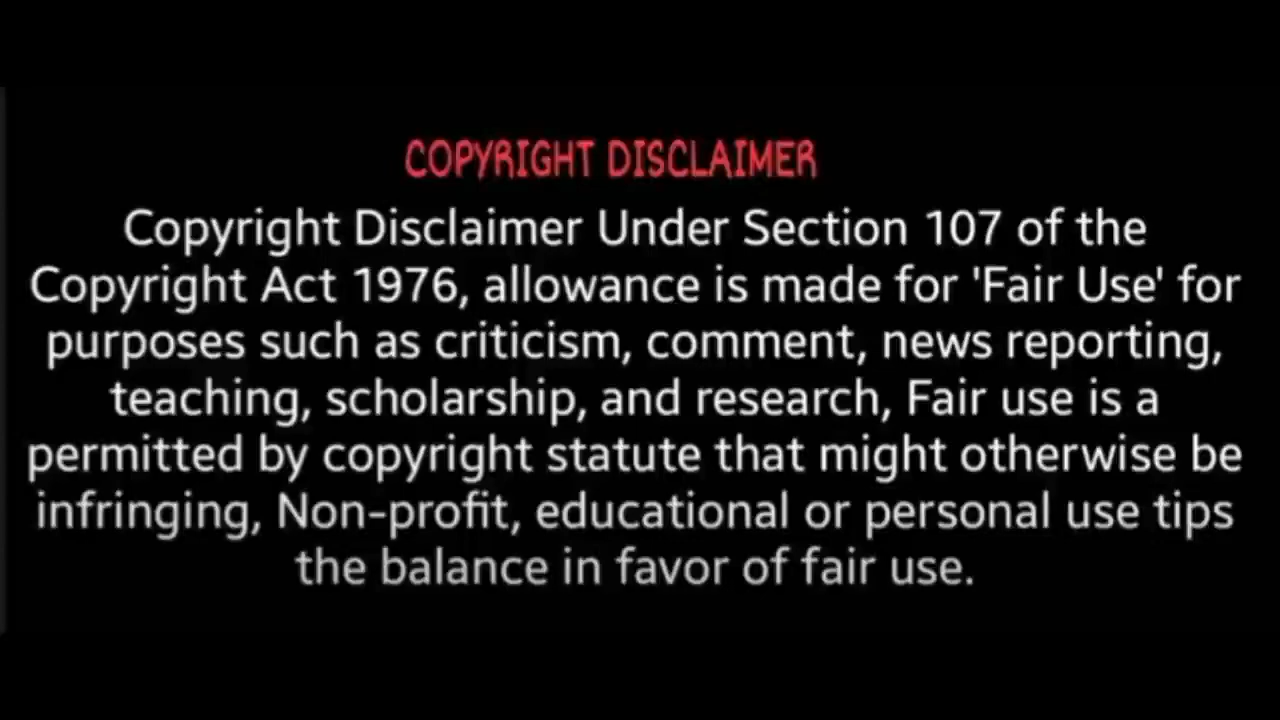 COPYRIGHT DISCLAIMER
Copyright Disclaimer Under Section 107 of the
Copyright Act 1976, allowance is made for 'Fair Use' for
purposes such as criticism, comment, news reporting,
teaching, scholarship, and research, Fair use is a
permitted by copyright statute that might otherwise be
infringing, Non-profit, educational or personal use tips
the balance in favor of fair use.